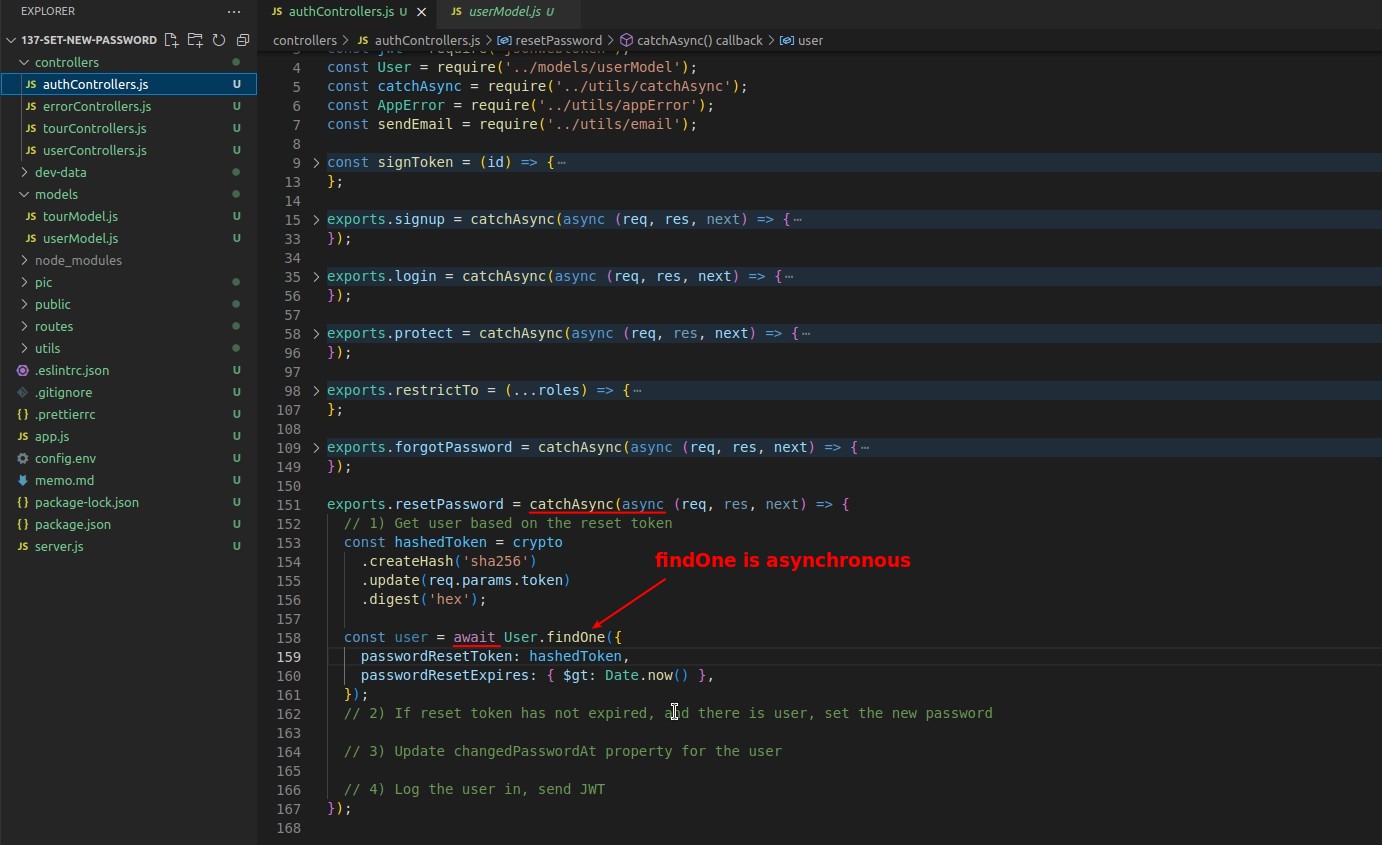 EXPLORER
137-SET-NEW-PASSWORD
controllers
JS authControllers.js U
JS errorControllers.js U
JS tourControllers.js U
JS userControllers.js U
dev-data
models
JS tourModel.js U
JS userModel.js U
node_modules
pic
public
routes
utils
.eslintrc.json U
.gitignore U
{} .prettierrc U
JS app.js U
config.env U
memo.md U
{} package-lock.json U
{} package.json U
JS server.js U
JS authControllers.js U
JS userModel.js U
controllers > JS authControllers.js > resetPassword > catchAsync() callback > user
4 const User = require('../models/userModel');
5 const catchAsync = require('../utils/catchAsync');
6 const AppError = require('../utils/appError');
7 const sendEmail = require('../utils/email');
8
9 const signToken = (id) => {⋯
13 };
14
15 exports.signup = catchAsync(async (req, res, next) => {⋯
33 });
34
35 exports.login = catchAsync(async (req, res, next) => {⋯
56 });
57
58 exports.protect = catchAsync(async (req, res, next) => {⋯
96 });
97
98 exports.restrictTo = (...roles) => {⋯
107 };
108
109 exports.forgotPassword = catchAsync(async (req, res, next) => {⋯
149 });
150
151 exports.resetPassword = catchAsync(async (req, res, next) => {
152 // 1) Get user based on the reset token
153 const hashedToken = crypto
154 .createHash('sha256')
findOne is asynchronous
155 .update(req.params.token)
156 .digest('hex');
157
158 const user = await User.findOne({
159 passwordResetToken: hashedToken,
160 passwordResetExpires: { $gt: Date.now() },
161 });
162 // 2) If reset token has not expired, and there is user, set the new password
163
164 // 3) Update changedPasswordAt property for the user
165
166 // 4) Log the user in, send JWT
167 });
168